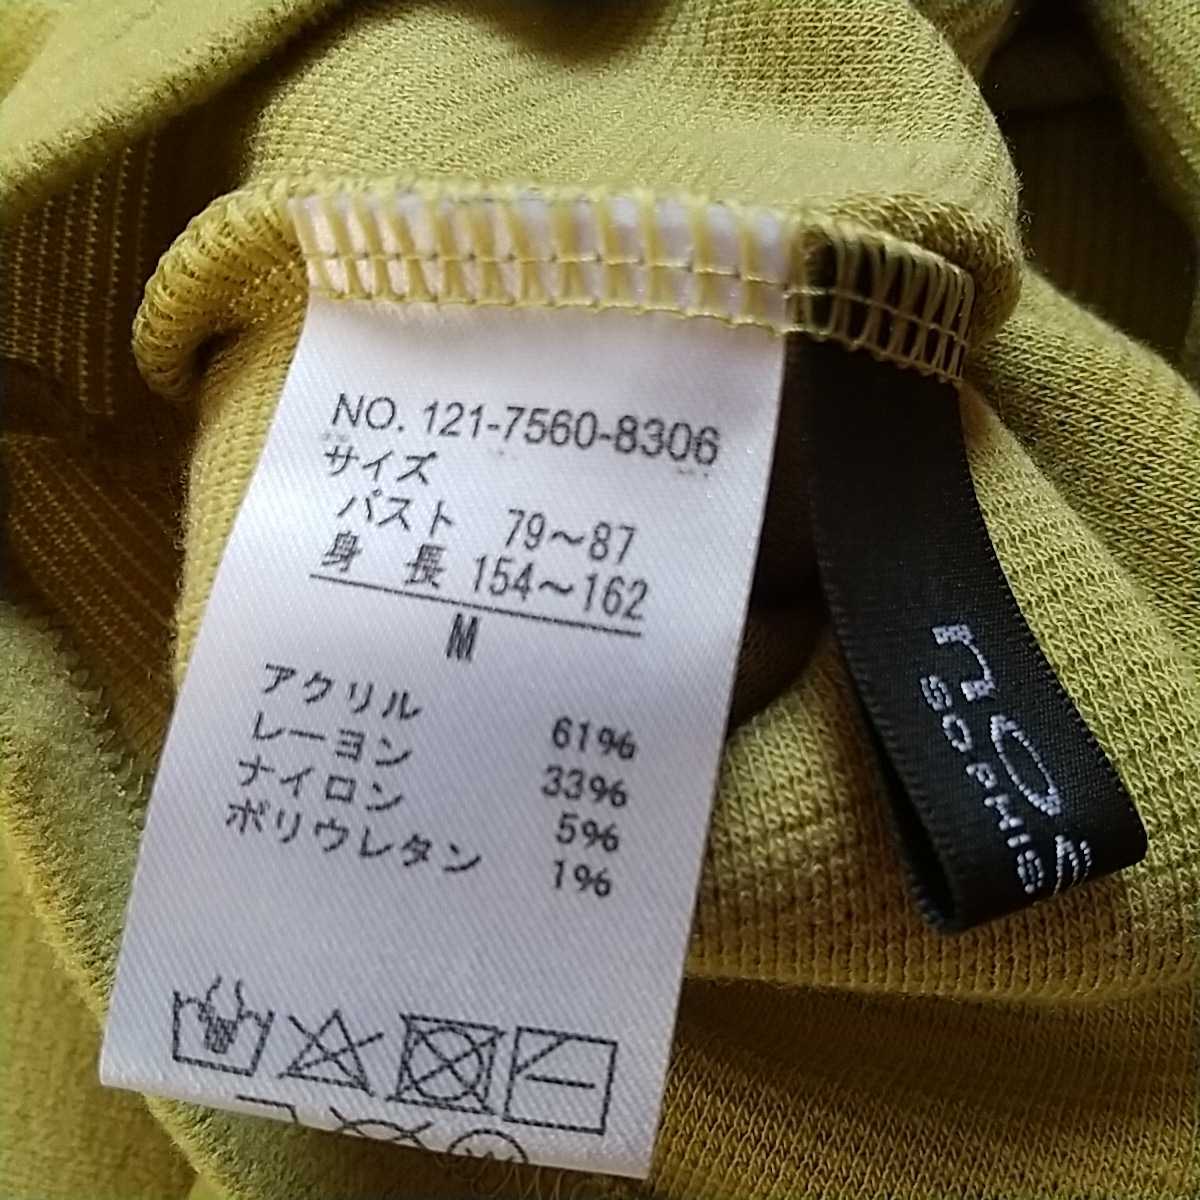 NO. 121-7560-8306
サイズ
バスト 79～87
身 長 154～162
M
アクリル 61%
レーヨン 33%
ナイロン 5%
ポリウレタン 1%
SOPHIS